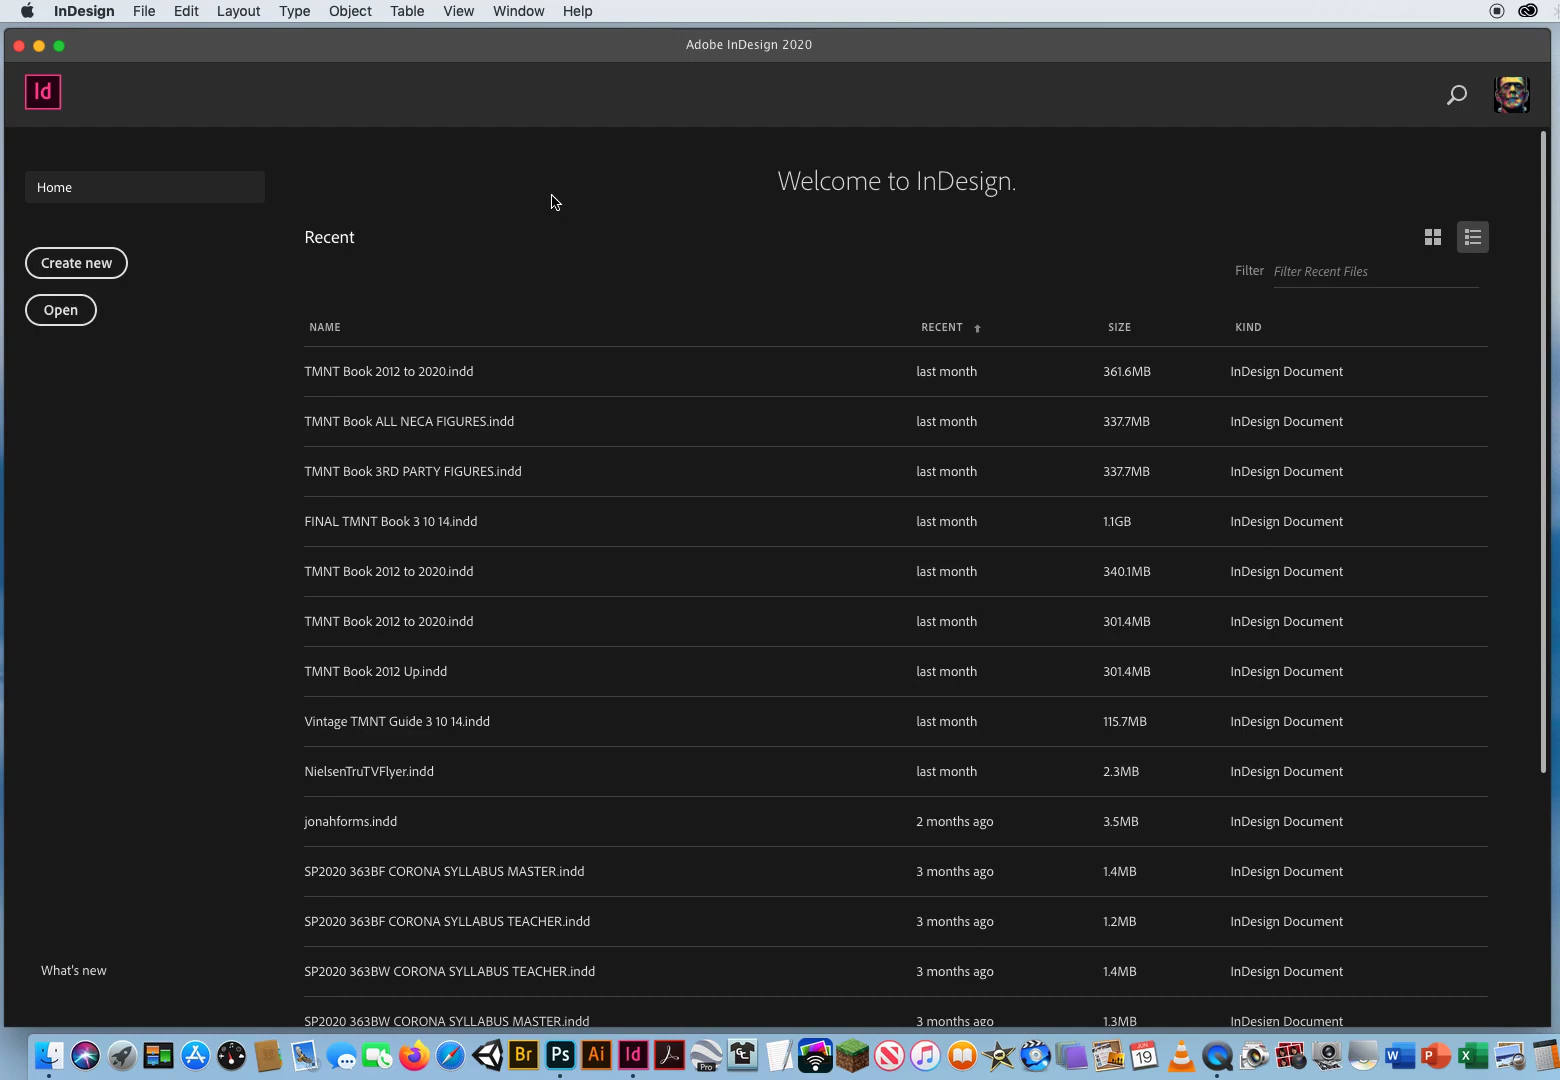 InDesign File Edit Layout Type Object Table View Window Help
Adobe InDesign 2020
Id
Home
Welcome to InDesign.
Recent
Create new
Filter Filter Recent Files
Open
NAME RECENT SIZE KIND
TMNT Book 2012 to 2020.indd last month 361.6MB InDesign Document
TMNT Book ALL NECA FIGURES.indd last month 337.7MB InDesign Document
TMNT Book 3RD PARTY FIGURES.indd last month 337.7MB InDesign Document
FINAL TMNT Book 3 10 14.indd last month 1.1GB InDesign Document
TMNT Book 2012 to 2020.indd last month 340.1MB InDesign Document
TMNT Book 2012 to 2020.indd last month 301.4MB InDesign Document
TMNT Book 2012 Up.indd last month 301.4MB InDesign Document
Vintage TMNT Guide 3 10 14.indd last month 115.7MB InDesign Document
NielsenTruTVFlyer.indd last month 2.3MB InDesign Document
jonahforms.indd 2 months ago 3.5MB InDesign Document
SP2020 363BF CORONA SYLLABUS MASTER.indd 3 months ago 1.4MB InDesign Document
SP2020 363BF CORONA SYLLABUS TEACHER.indd 3 months ago 1.2MB InDesign Document
SP2020 363BW CORONA SYLLABUS TEACHER.indd 3 months ago 1.4MB InDesign Document
What's new
SP2020 363BW CORONA SYLLABUS MASTER.indd 3 months ago 1.3MB InDesign Document
Br Ps Ai Id Pro JUN 19 W P X